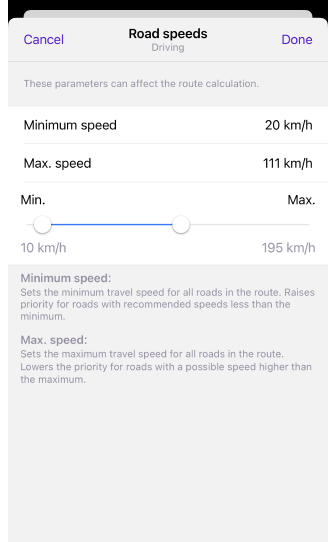 Cancel
Road speeds
Done
Driving
These parameters can affect the route calculation.
Minimum speed
20 km/h
Max. speed
111 km/h
Min.
Max.
10 km/h
195 km/h
Minimum speed:
Sets the minimum travel speed for all roads in the route. Raises
priority for roads with recommended speeds less than the
minimum.
Max. speed:
Sets the maximum travel speed for all roads in the route.
Lowers the priority for roads with a possible speed higher than
the maximum.